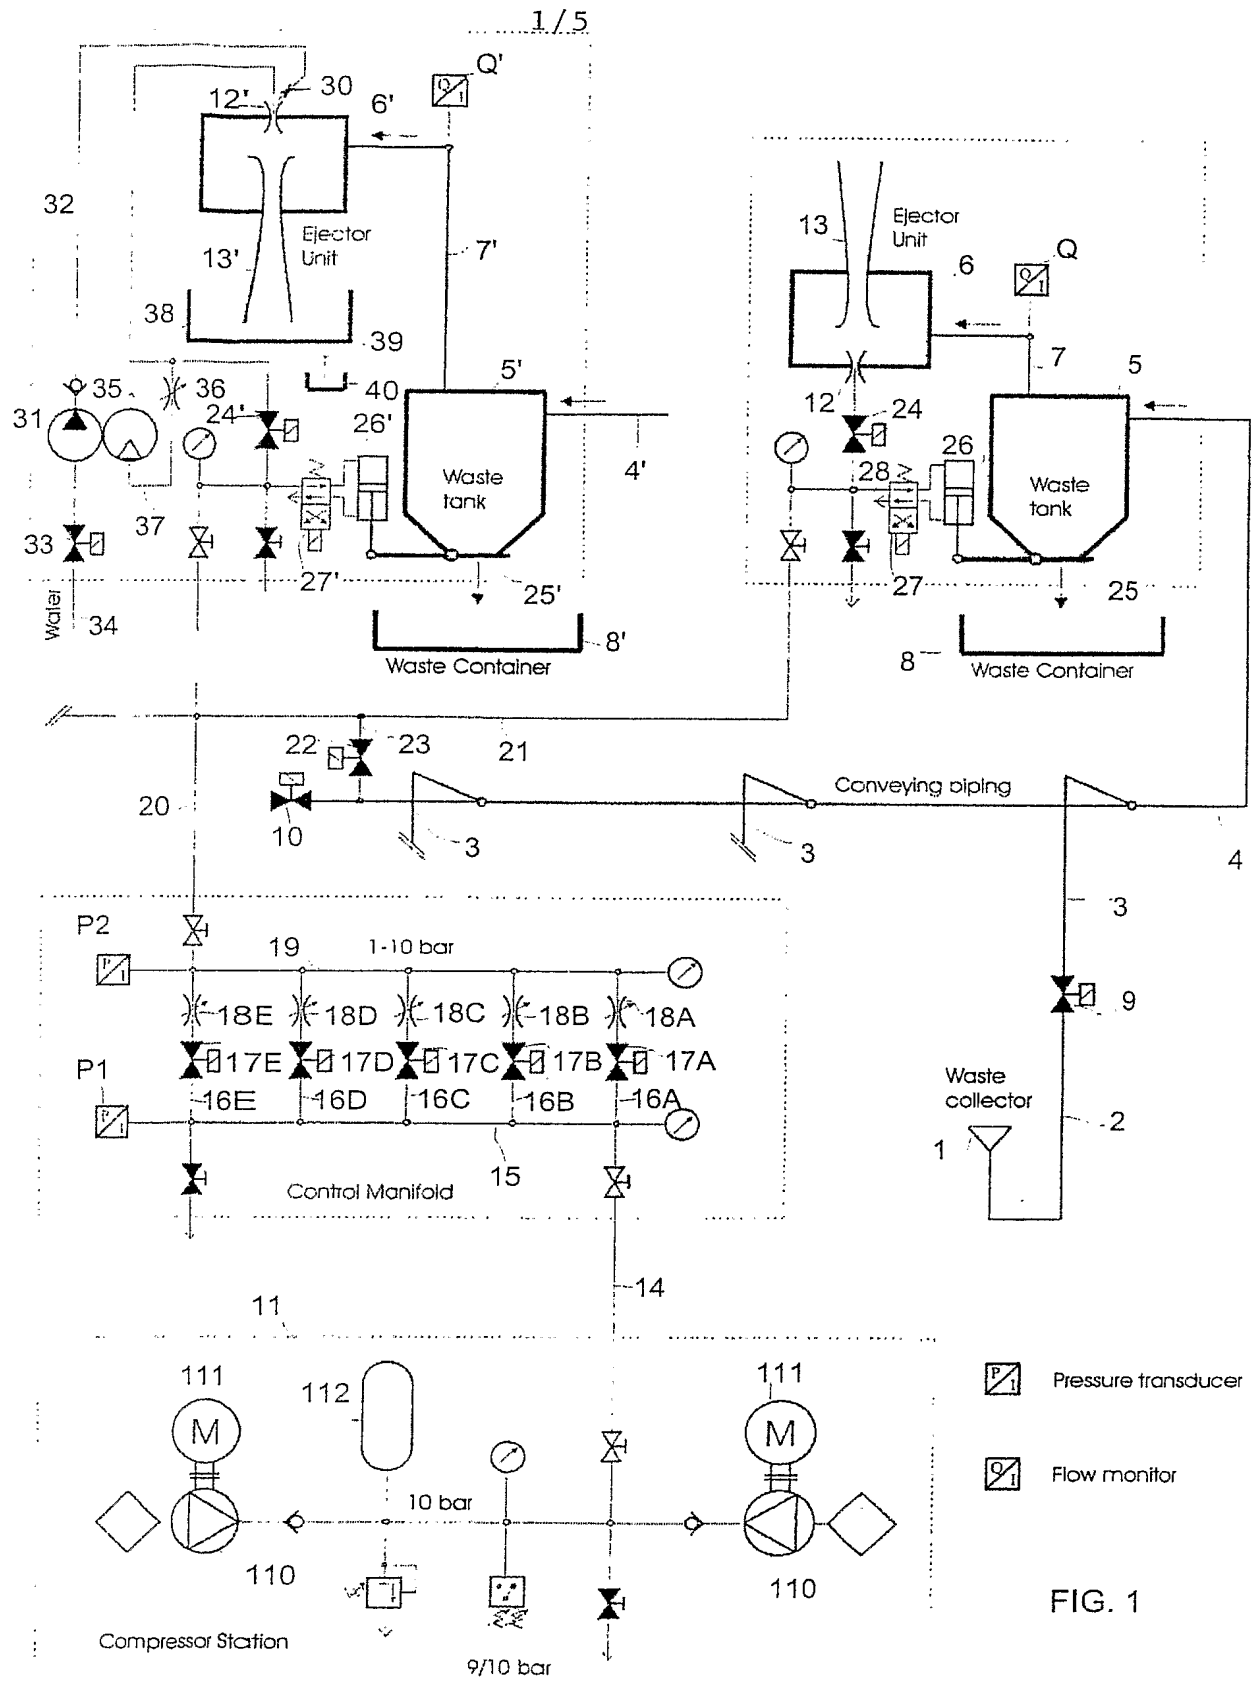 1/5
Q'
Q
I
30
12'
6'
32
Ejector
Unit
13'
7'
13
Ejector
Unit
6
Q
Q
I
38
39
40
7
5
5'
35
36
31
24'
26'
4'
12
24
26
28
Waste
tank
Waste
tank
37
33
27'
25'
27
25
Water
34
8'
Waste Container
8
Waste Container
22
23
21
20
10
3
3
Conveying piping
4
3
P2
P
I
19
1-10 bar
18E
18D
18C
18B
18A
9
17E
17D
17C
17B
17A
P1
P
I
16E
16D
16C
16B
16A
Waste
collector
1
2
15
Control Manifold
14
11
111
112
111
M
M
P
I
Pressure transducer
10 bar
Q
I
Flow monitor
110
110
FIG. 1
Compressor Station
9/10 bar